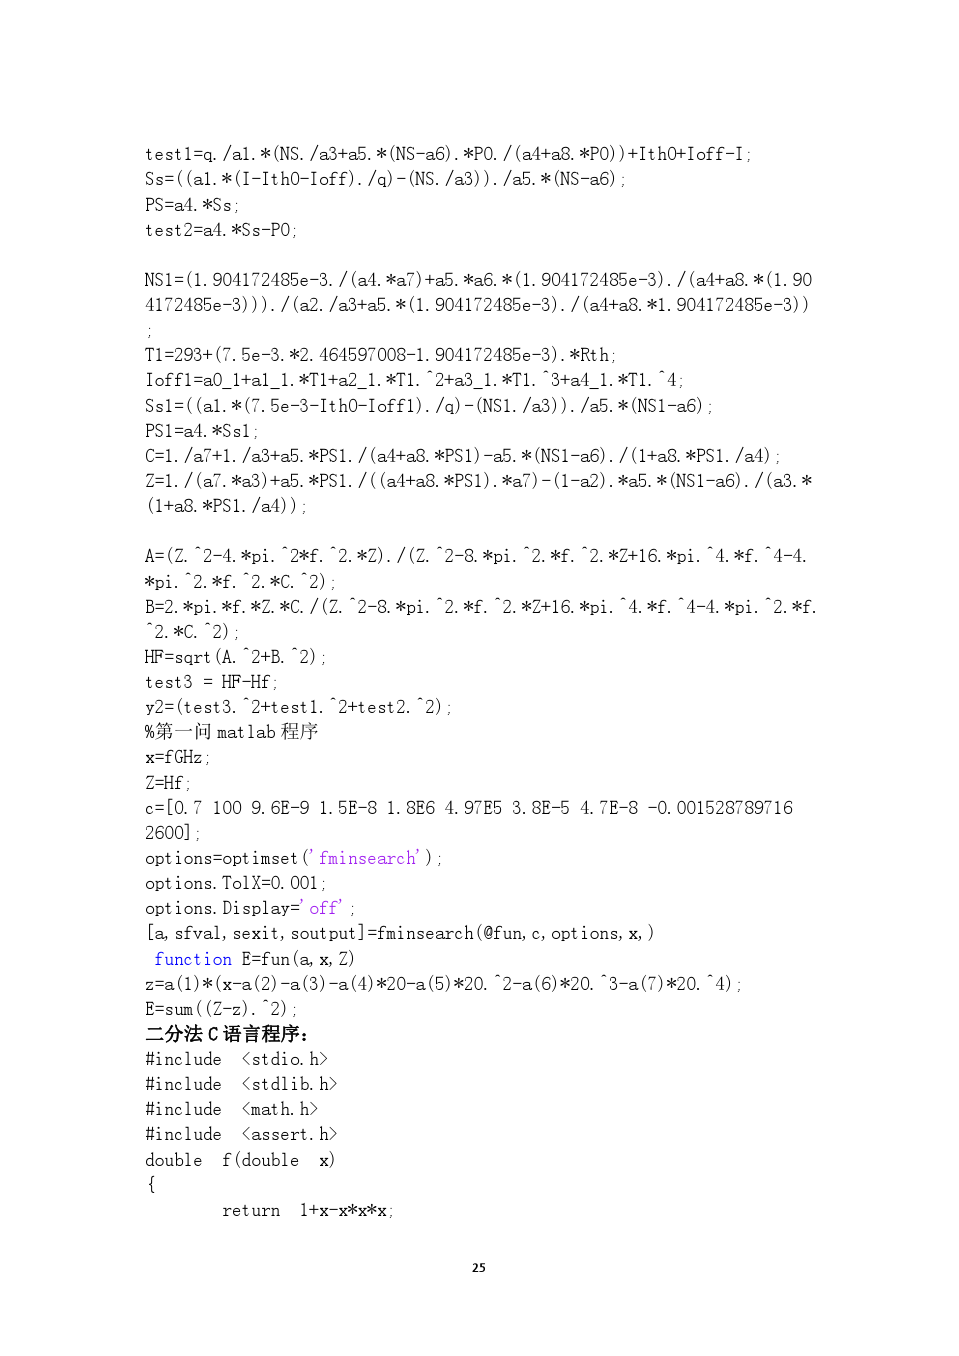 test1=q./a1.*(NS./a3+a5.*(NS-a6).*P0./(a4+a8.*P0))+Ith0+Ioff-I;
Ss=((a1.*(I-Ith0-Ioff)./q)-(NS./a3))./a5.*(NS-a6);
PS=a4.*Ss;
test2=a4.*Ss-P0;
NS1=(1.904172485e-3./(a4.*a7)+a5.*a6.*(1.904172485e-3)./(a4+a8.*(1.90
4172485e-3)))./(a2./a3+a5.*(1.904172485e-3)./(a4+a8.*1.904172485e-3))
;
T1=293+(7.5e-3.*2.464597008-1.904172485e-3).*Rth;
Ioff1=a0_1+a1_1.*T1+a2_1.*T1.^2+a3_1.*T1.^3+a4_1.*T1.^4;
Ss1=((a1.*(7.5e-3-Ith0-Ioff1)./q)-(NS1./a3))./a5.*(NS1-a6);
PS1=a4.*Ss1;
C=1./a7+1./a3+a5.*PS1./(a4+a8.*PS1)-a5.*(NS1-a6)./(1+a8.*PS1./a4);
Z=1./(a7.*a3)+a5.*PS1./((a4+a8.*PS1).*a7)-(1-a2).*a5.*(NS1-a6)./(a3.*
(1+a8.*PS1./a4));
A=(Z.^2-4.*pi.^2*f.^2.*Z)./(Z.^2-8.*pi.^2.*f.^2.*Z+16.*pi.^4.*f.^4-4.
*pi.^2.*f.^2.*C.^2);
B=2.*pi.*f.*Z.*C./(Z.^2-8.*pi.^2.*f.^2.*Z+16.*pi.^4.*f.^4-4.*pi.^2.*f.
^2.*C.^2);
HF=sqrt(A.^2+B.^2);
test3 = HF-Hf;
y2=(test3.^2+test1.^2+test2.^2);
%第一问 matlab 程序
x=fGHz;
Z=Hf;
c=[0.7 100 9.6E-9 1.5E-8 1.8E6 4.97E5 3.8E-5 4.7E-8 -0.001528789716
2600];
options=optimset('fminsearch');
options.TolX=0.001;
options.Display='off';
[a,sfval,sexit,soutput]=fminsearch(@fun,c,options,x,)
function E=fun(a,x,Z)
z=a(1)*(x-a(2)-a(3)-a(4)*20-a(5)*20.^2-a(6)*20.^3-a(7)*20.^4);
E=sum((Z-z).^2);
二分法 C 语言程序：
#include <stdio.h>
#include <stdlib.h>
#include <math.h>
#include <assert.h>
double f(double x)
{
return 1+x-x*x*x;
25